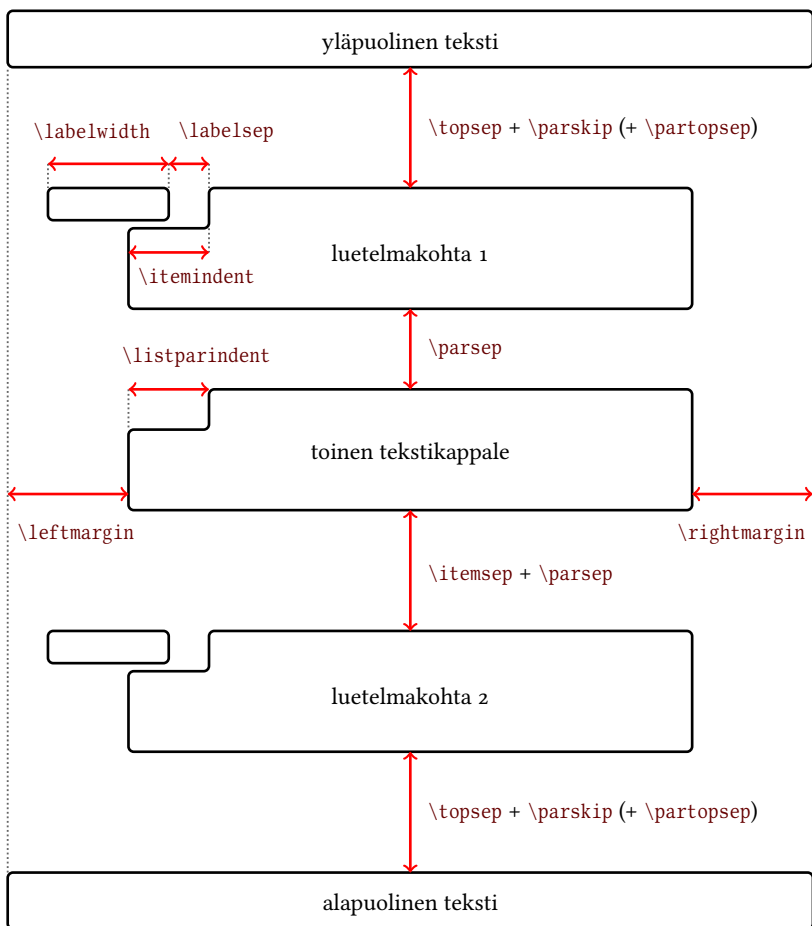 yläpuolinen teksti
\topsep + \parskip (+ \partopsep)
\labelwidth \labelsep
luetelmakohta 1
\itemindent
\parsep
\listparindent
toinen tekstikappale
\leftmargin
\rightmargin
\itemsep + \parsep
luetelmakohta 2
\topsep + \parskip (+ \partopsep)
alapuolinen teksti